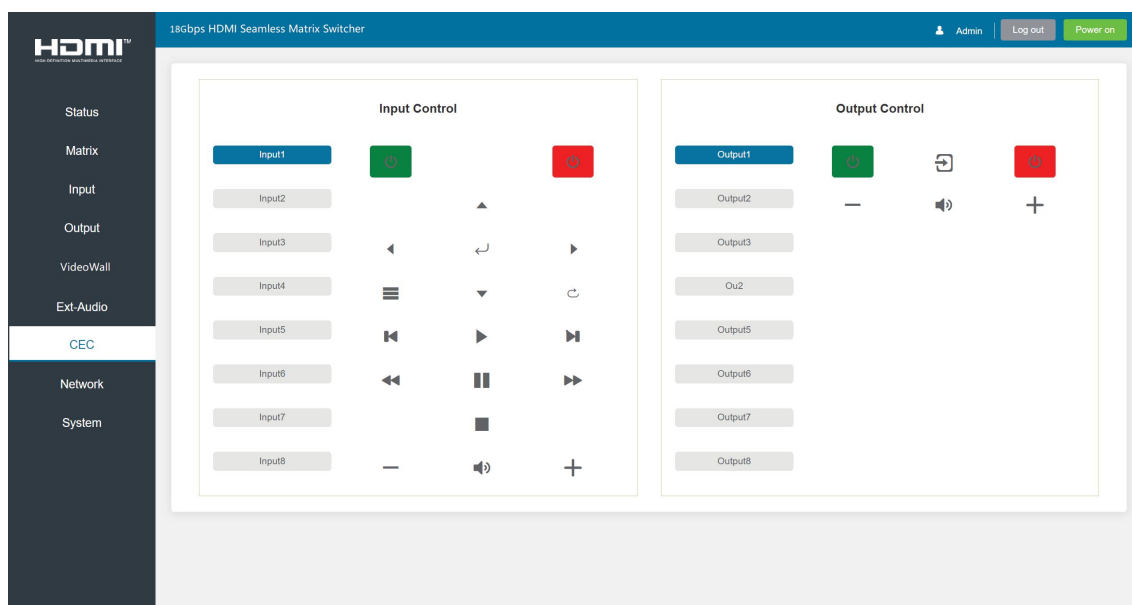 HDMI™
HIGH-DEFINITION MULTIMEDIA INTERFACE
18Gbps HDMI Seamless Matrix Switcher
Admin
Log out
Power on
Status
Matrix
Input
Output
VideoWall
Ext-Audio
CEC
Network
System
Input Control
Input1
Input2
Input3
Input4
Input5
Input6
Input7
Input8
Output Control
Output1
Output2
Output3
Ou2
Output5
Output6
Output7
Output8